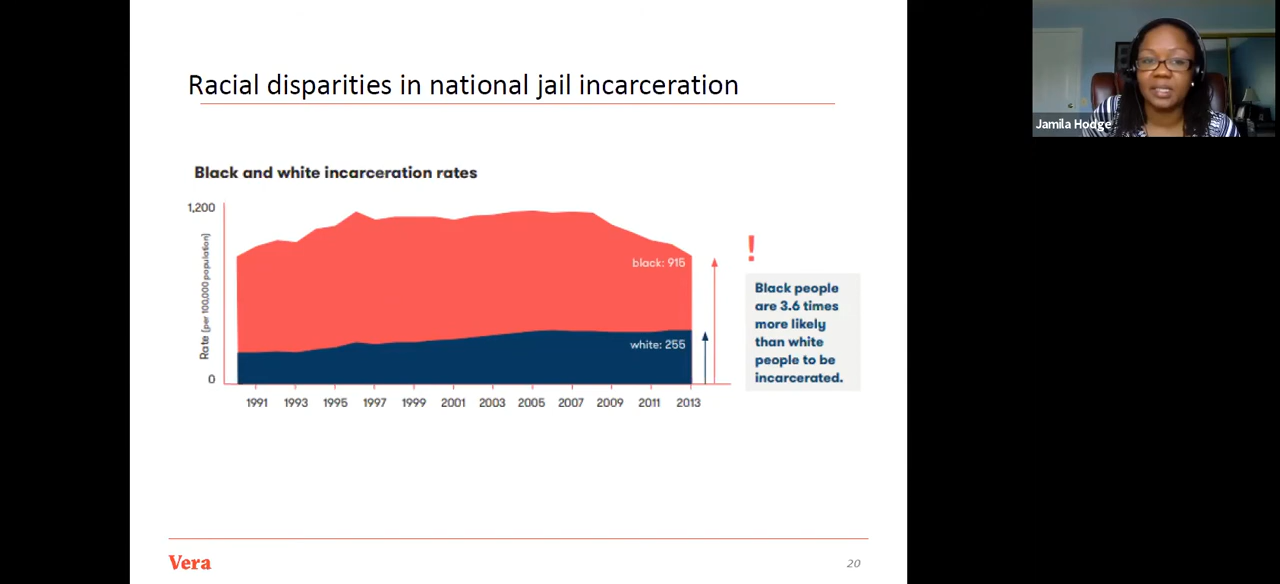 Racial disparities in national jail incarceration
Jamila Hodge
Black and white incarceration rates
1,200
Rate (per 100,000 population)
0
black: 915
white: 255
1991 1993 1995 1997 1999 2001 2003 2005 2007 2009 2011 2013
!
Black people
are 3.6 times
more likely
than white
people to be
incarcerated.
Vera
20